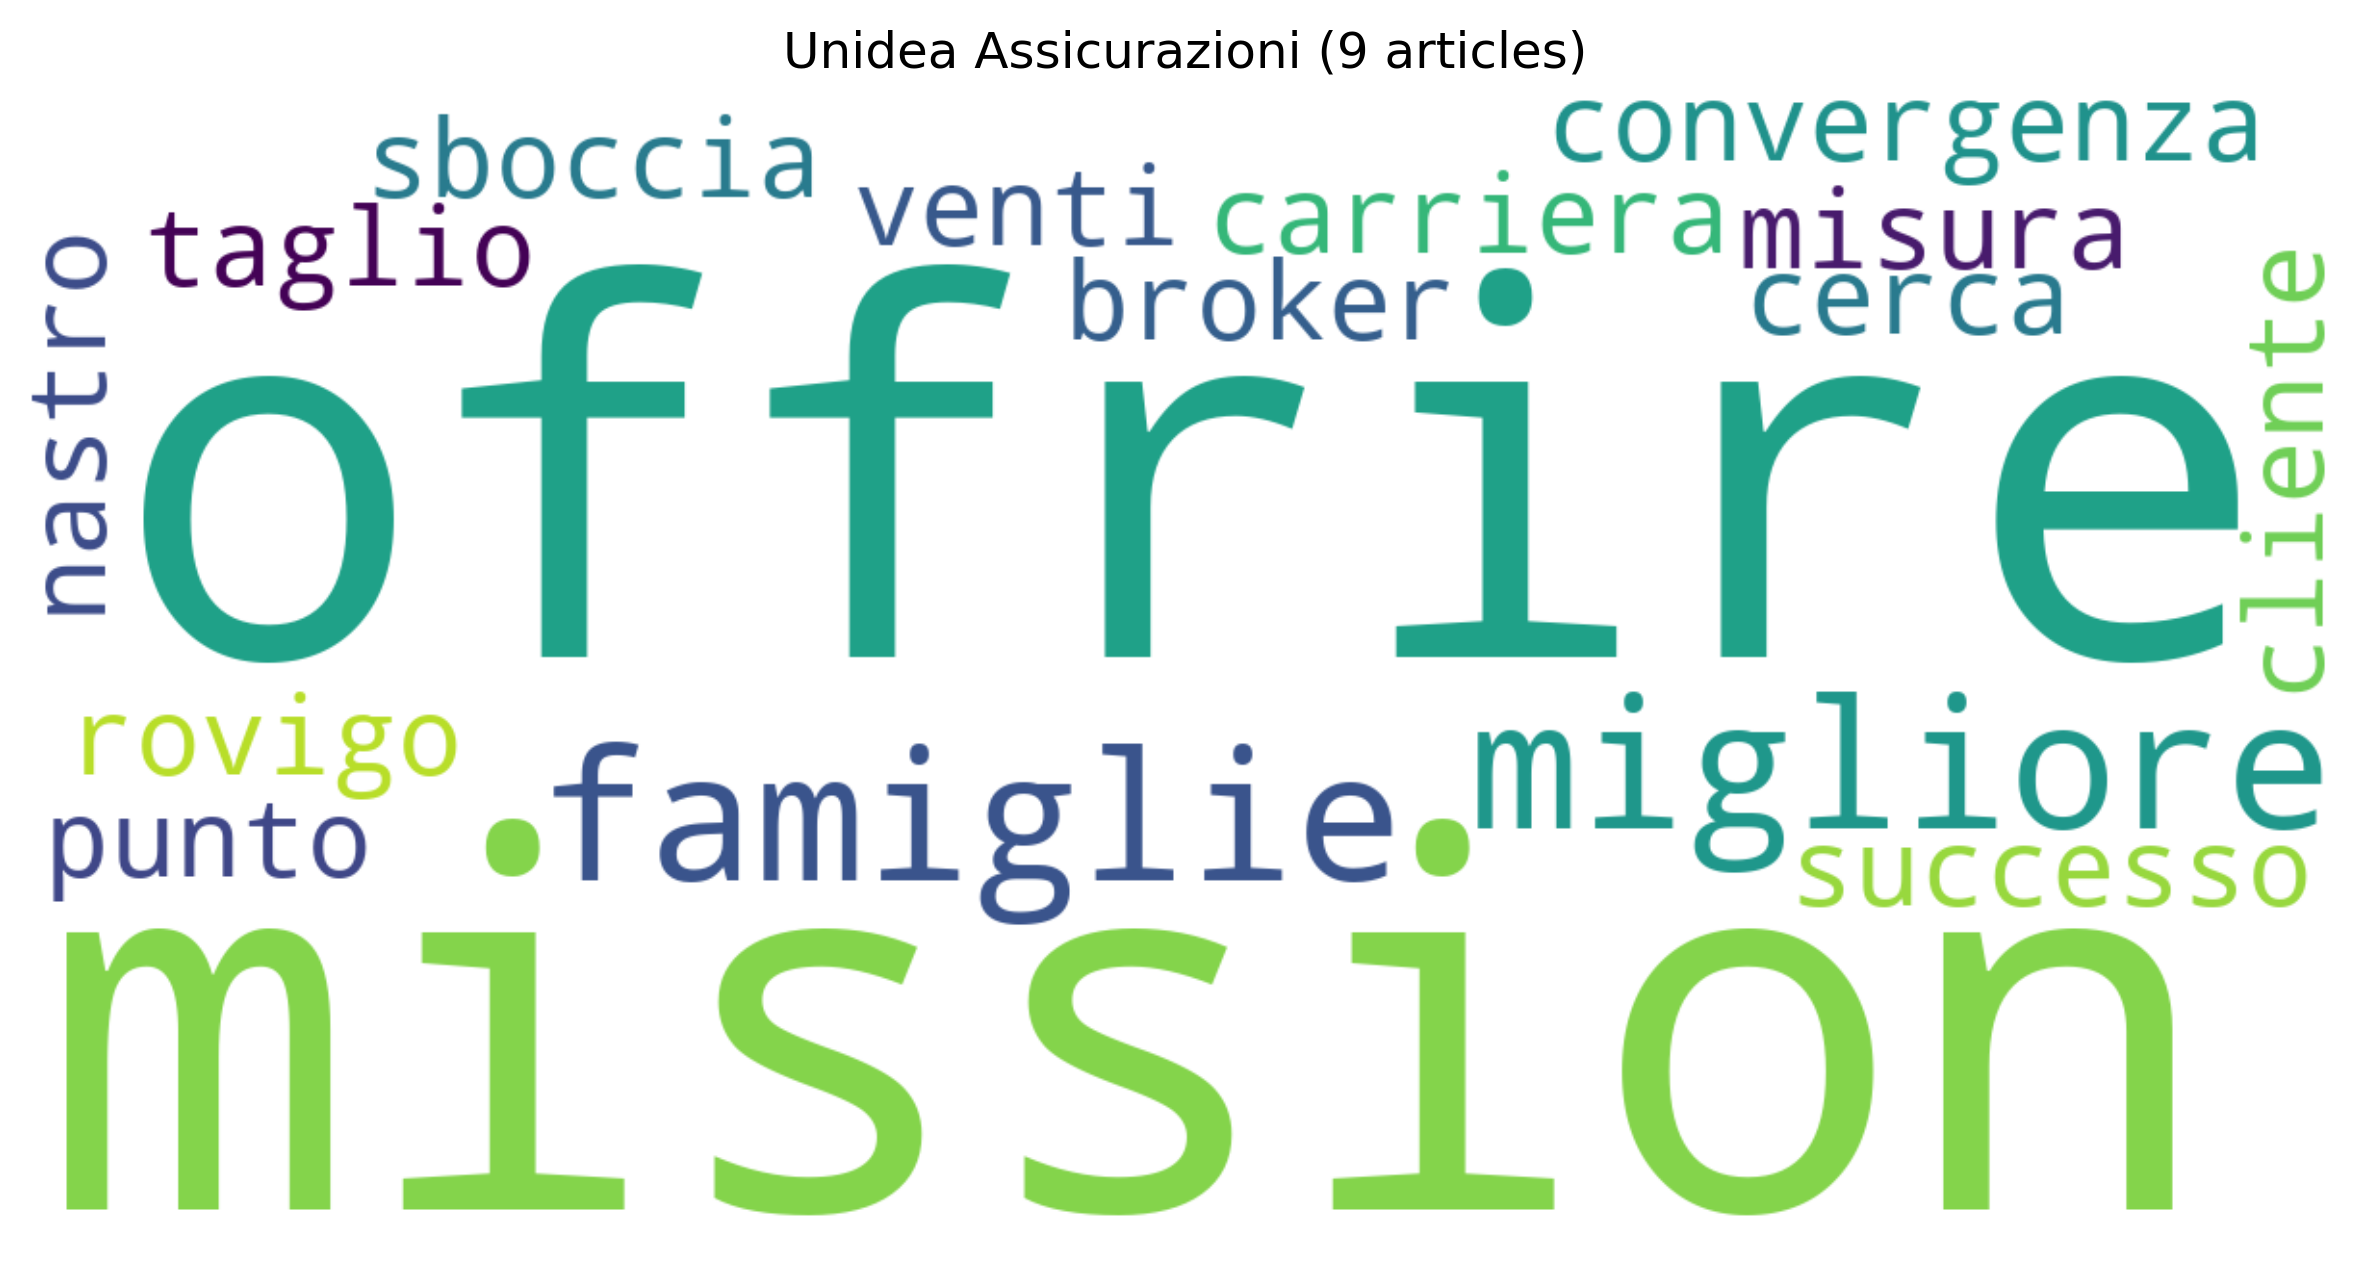 Unidea Assicurazioni (9 articles)
convergenza
sboccia
venti
carriera
misura
taglio
broker
cerca
nastro
offrire
cliente
rovigo
famiglie
migliore
punto
successo
mission